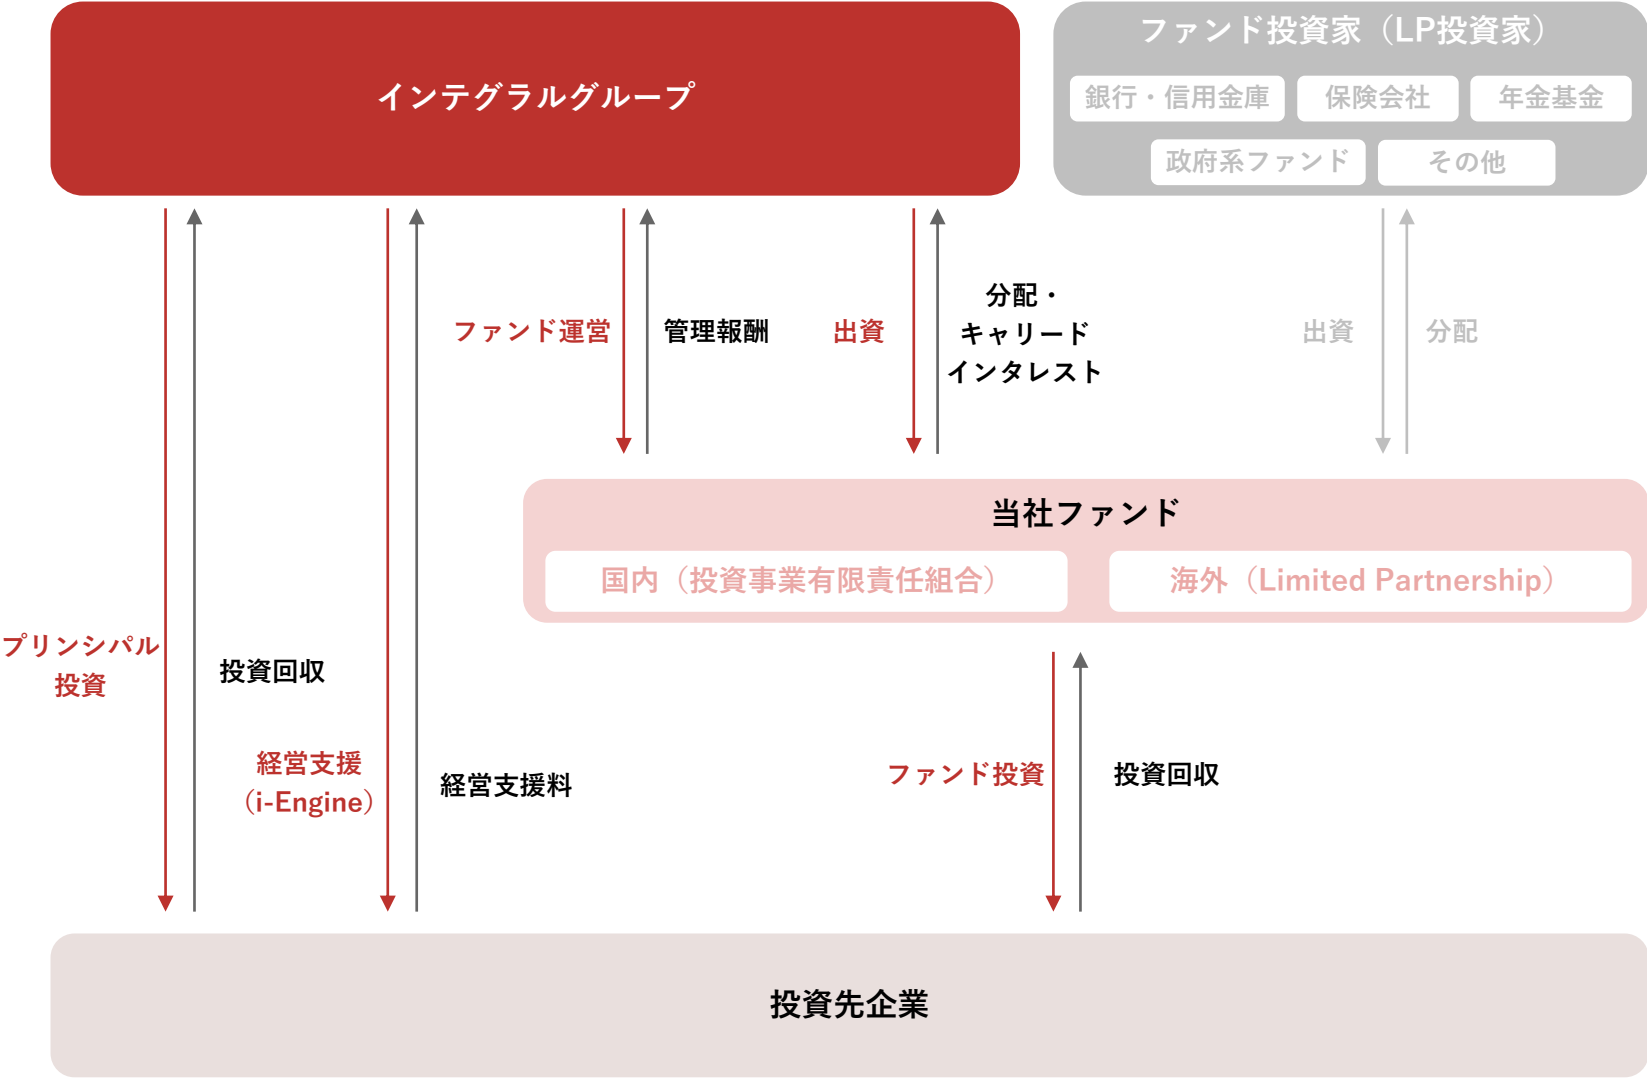 インテグラルグループ
ファンド投資家（LP投資家）
銀行・信用金庫
保険会社
年金基金
政府系ファンド
その他
ファンド運営
管理報酬
出資
分配・
キャリード
インタレスト
出資
分配
当社ファンド
国内（投資事業有限責任組合）
海外（Limited Partnership）
プリンシパル
投資
投資回収
経営支援
（i-Engine）
経営支援料
ファンド投資
投資回収
投資先企業